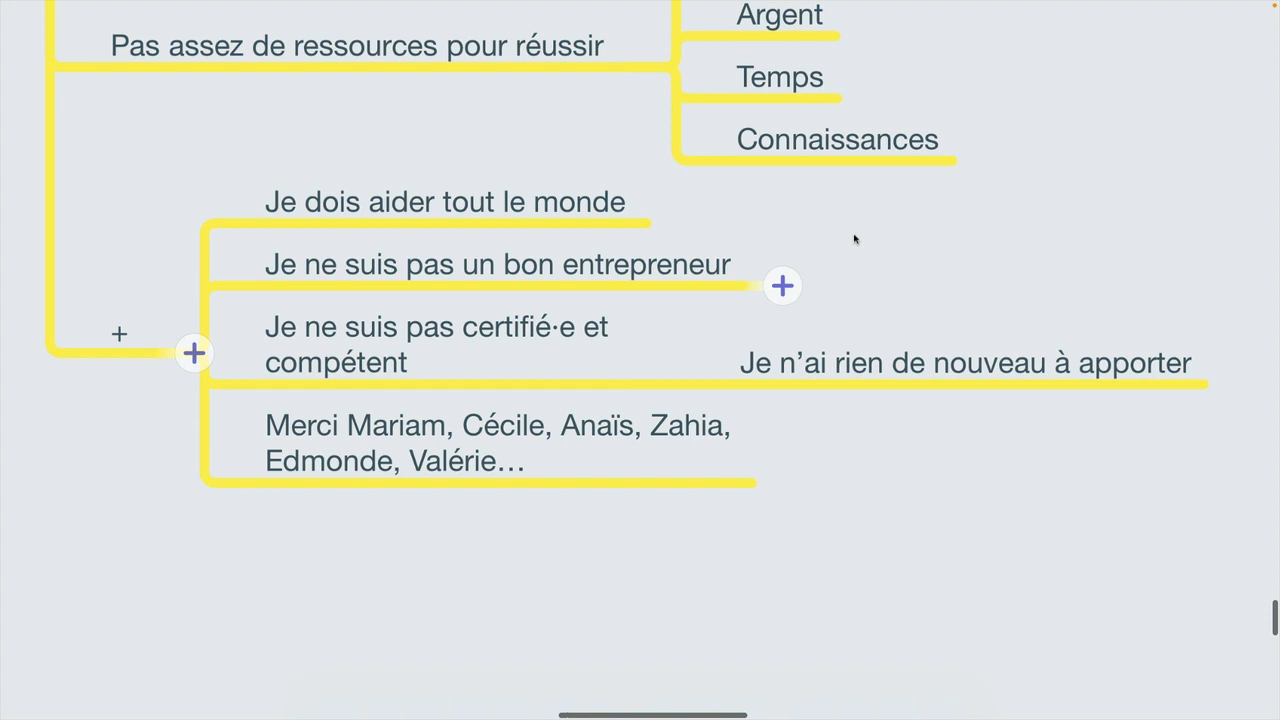 Argent
Pas assez de ressources pour réussir
Temps
Connaissances
Je dois aider tout le monde
Je ne suis pas un bon entrepreneur
+
Je ne suis pas certifié·e et
compétent
Je n’ai rien de nouveau à apporter
Merci Mariam, Cécile, Anaïs, Zahia,
Edmonde, Valérie…